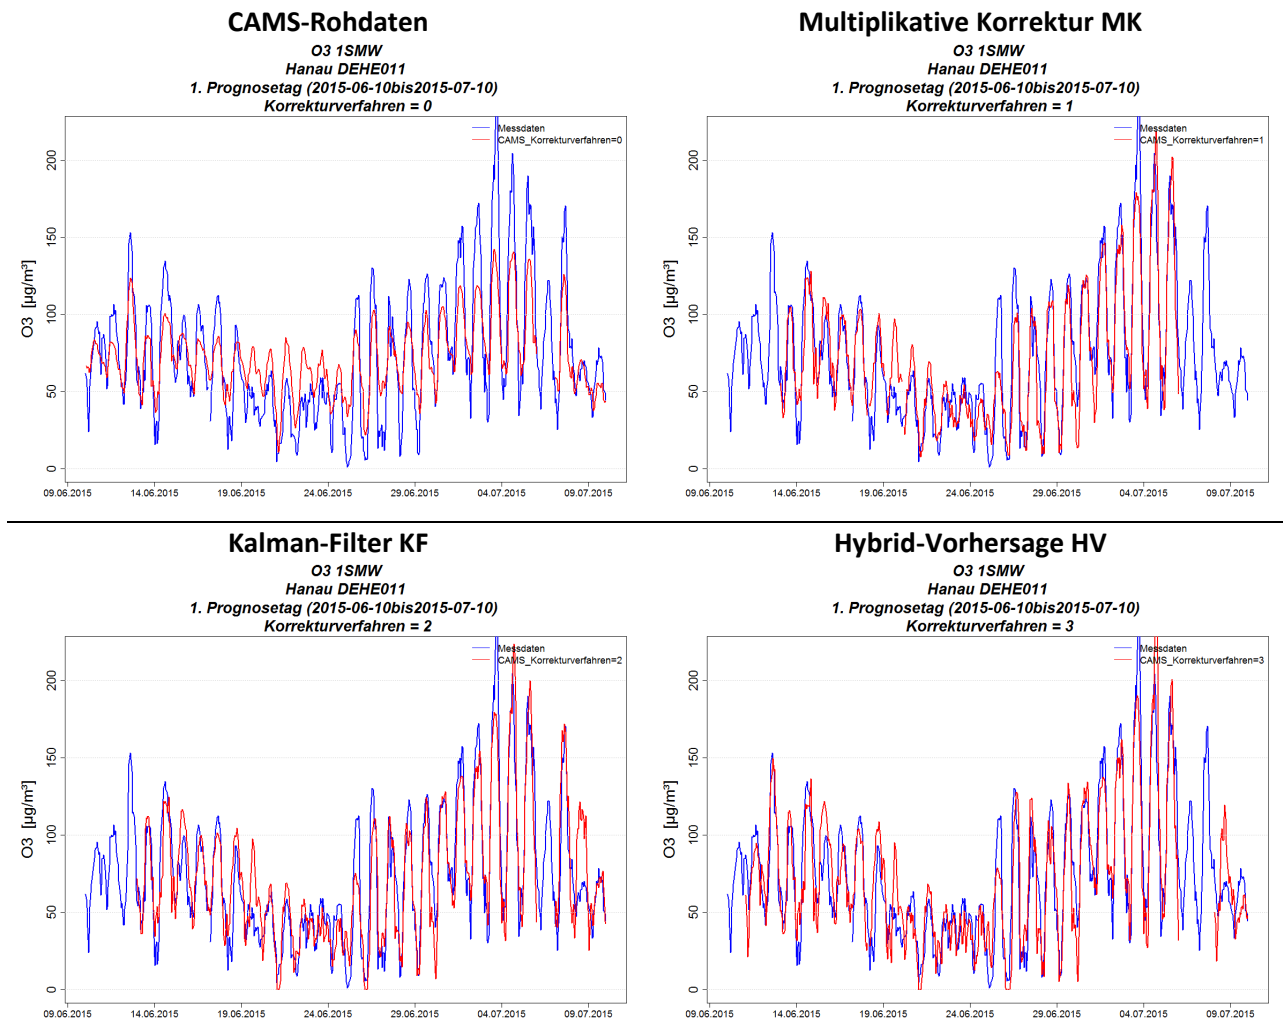 CAMS-Rohdaten
O3 1SMW
Hanau DEHE011
1. Prognosetag (2015-06-10bis2015-07-10)
Korrekturverfahren = 0
Messdaten
CAMS_Korrekturverfahren=0
O3 [µg/m³]
200
150
100
50
0
09.06.2015 14.06.2015 19.06.2015 24.06.2015 29.06.2015 04.07.2015 09.07.2015
Multiplikative Korrektur MK
O3 1SMW
Hanau DEHE011
1. Prognosetag (2015-06-10bis2015-07-10)
Korrekturverfahren = 1
Messdaten
CAMS_Korrekturverfahren=1
O3 [µg/m³]
200
150
100
50
0
09.06.2015 14.06.2015 19.06.2015 24.06.2015 29.06.2015 04.07.2015 09.07.2015
Kalman-Filter KF
O3 1SMW
Hanau DEHE011
1. Prognosetag (2015-06-10bis2015-07-10)
Korrekturverfahren = 2
Messdaten
CAMS_Korrekturverfahren=2
O3 [µg/m³]
200
150
100
50
0
09.06.2015 14.06.2015 19.06.2015 24.06.2015 29.06.2015 04.07.2015 09.07.2015
Hybrid-Vorhersage HV
O3 1SMW
Hanau DEHE011
1. Prognosetag (2015-06-10bis2015-07-10)
Korrekturverfahren = 3
Messdaten
CAMS_Korrekturverfahren=3
O3 [µg/m³]
200
150
100
50
0
09.06.2015 14.06.2015 19.06.2015 24.06.2015 29.06.2015 04.07.2015 09.07.2015